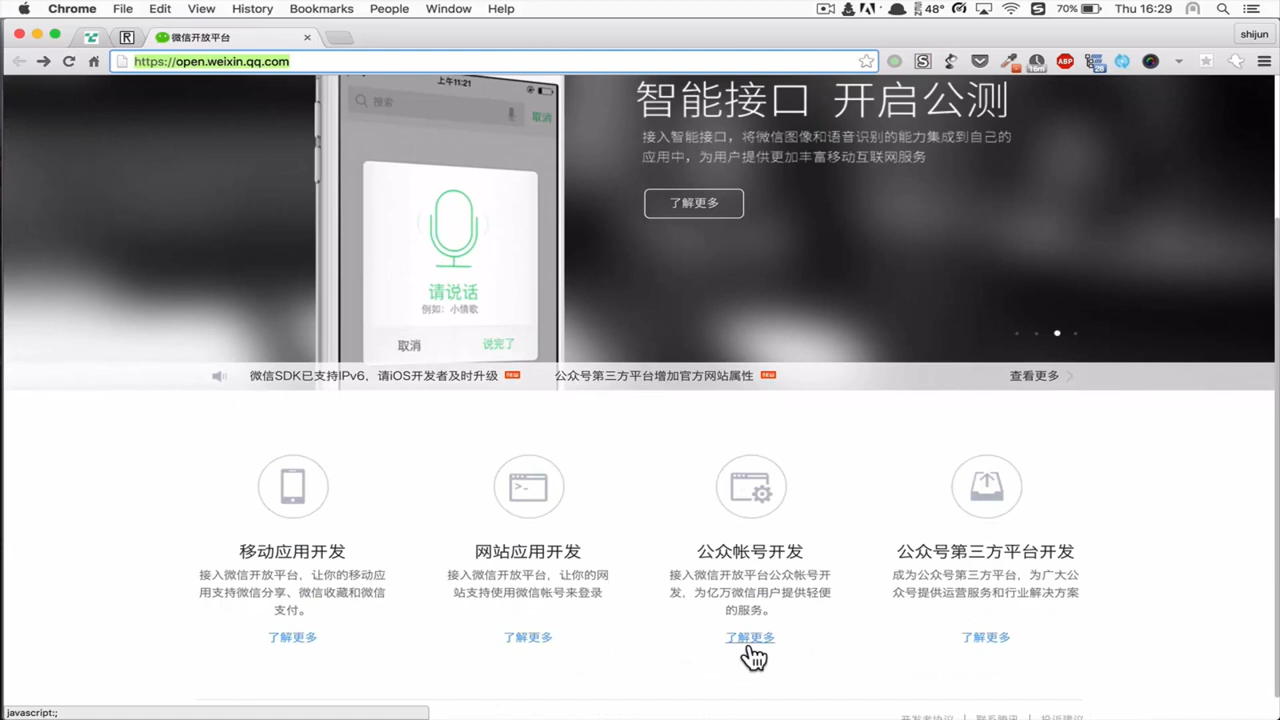 Chrome File Edit View History Bookmarks People Window Help 48° 70% Thu 16:29
微信开放平台 shijun
https://open.weixin.qq.com
ABP
上午11:21
搜索 取消
请说话
例如：小情歌
取消 说完了
智能接口 开启公测
接入智能接口，将微信图像和语音识别的能力集成到自己的
应用中，为用户提供更加丰富移动互联网服务
了解更多
微信SDK已支持IPv6，请iOS开发者及时升级 new 公众号第三方平台增加官方网站属性 new 查看更多
移动应用开发
接入微信开放平台，让你的移动应
用支持微信分享、微信收藏和微信
支付。
了解更多
网站应用开发
接入微信开放平台，让你的网
站支持使用微信帐号来登录
了解更多
公众帐号开发
接入微信开放平台公众帐号开
发，为亿万微信用户提供轻便
的服务。
了解更多
公众号第三方平台开发
成为公众号第三方平台，为广大公
众号提供运营服务和行业解决方案
了解更多
开发者协议 | 联系腾讯 | 投诉建议
javascript:;